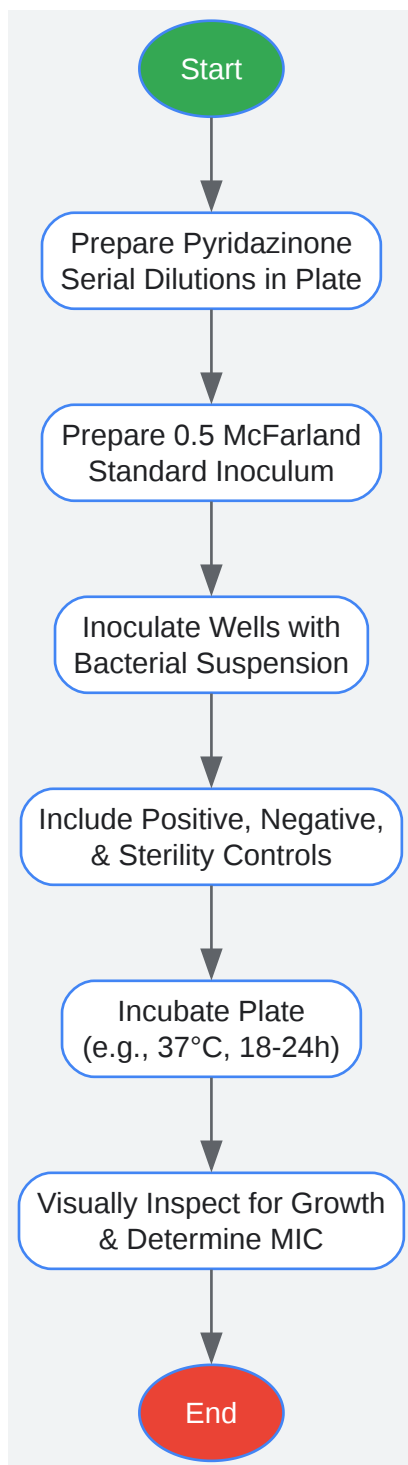 Start
Prepare Pyridazinone
Serial Dilutions in Plate
Prepare 0.5 McFarland
Standard Inoculum
Inoculate Wells with
Bacterial Suspension
Include Positive, Negative,
& Sterility Controls
Incubate Plate
(e.g., 37°C, 18-24h)
Visually Inspect for Growth
& Determine MIC
End